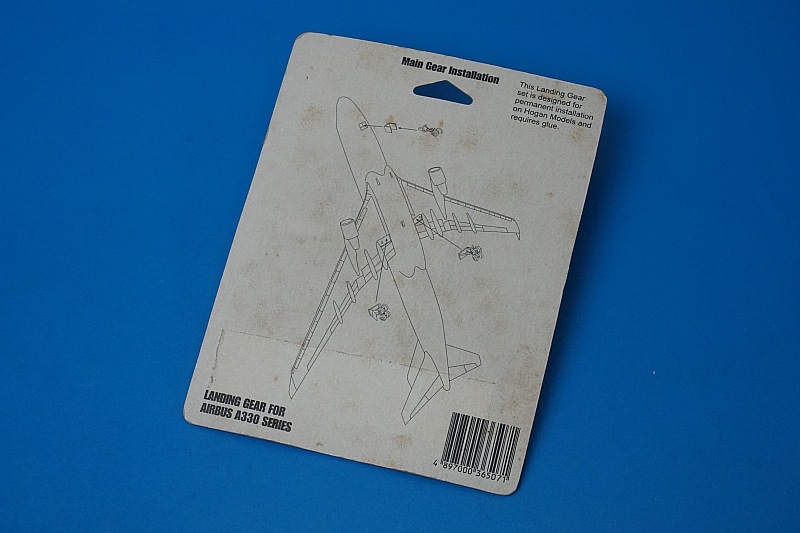 Main Gear Installation
This Landing Gear
set is designed for
permanent installation
on Hogan Models and
requires glue.
LANDING GEAR FOR
AIRBUS A330 SERIES
4 897000 365071